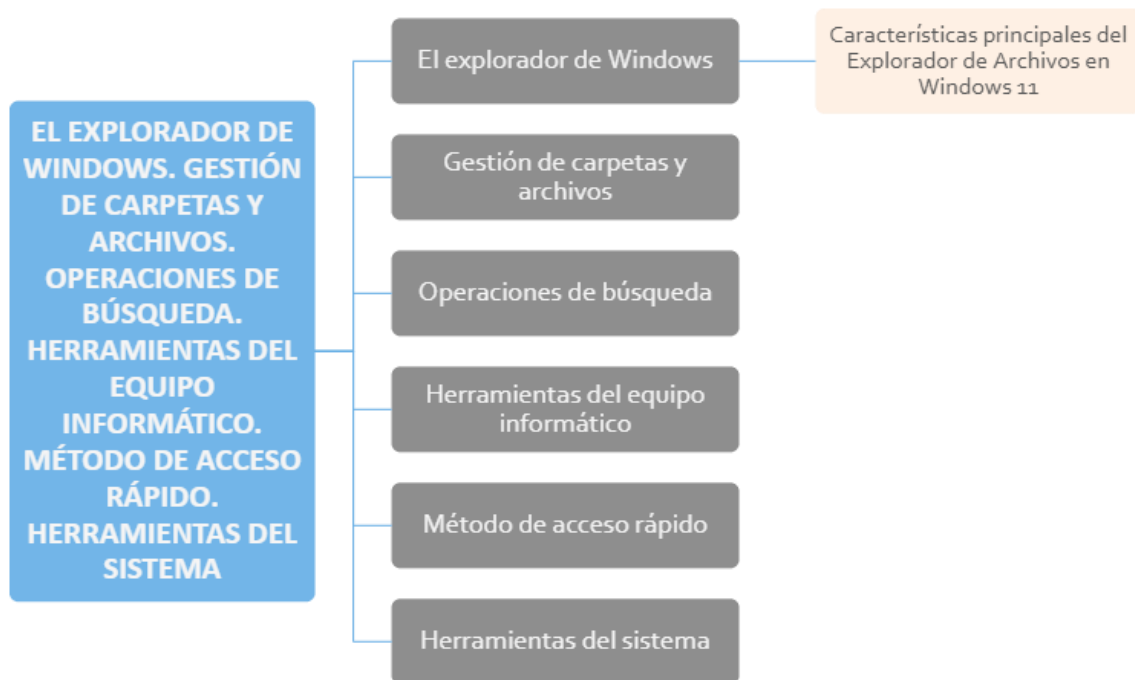 EL EXPLORADOR DE
WINDOWS. GESTIÓN
DE CARPETAS Y
ARCHIVOS.
OPERACIONES DE
BÚSQUEDA.
HERRAMIENTAS DEL
EQUIPO
INFORMÁTICO.
MÉTODO DE ACCESO
RÁPIDO.
HERRAMIENTAS DEL
SISTEMA
El explorador de Windows
Características principales del
Explorador de Archivos en
Windows 11
Gestión de carpetas y
archivos
Operaciones de búsqueda
Herramientas del equipo
informático
Método de acceso rápido
Herramientas del sistema